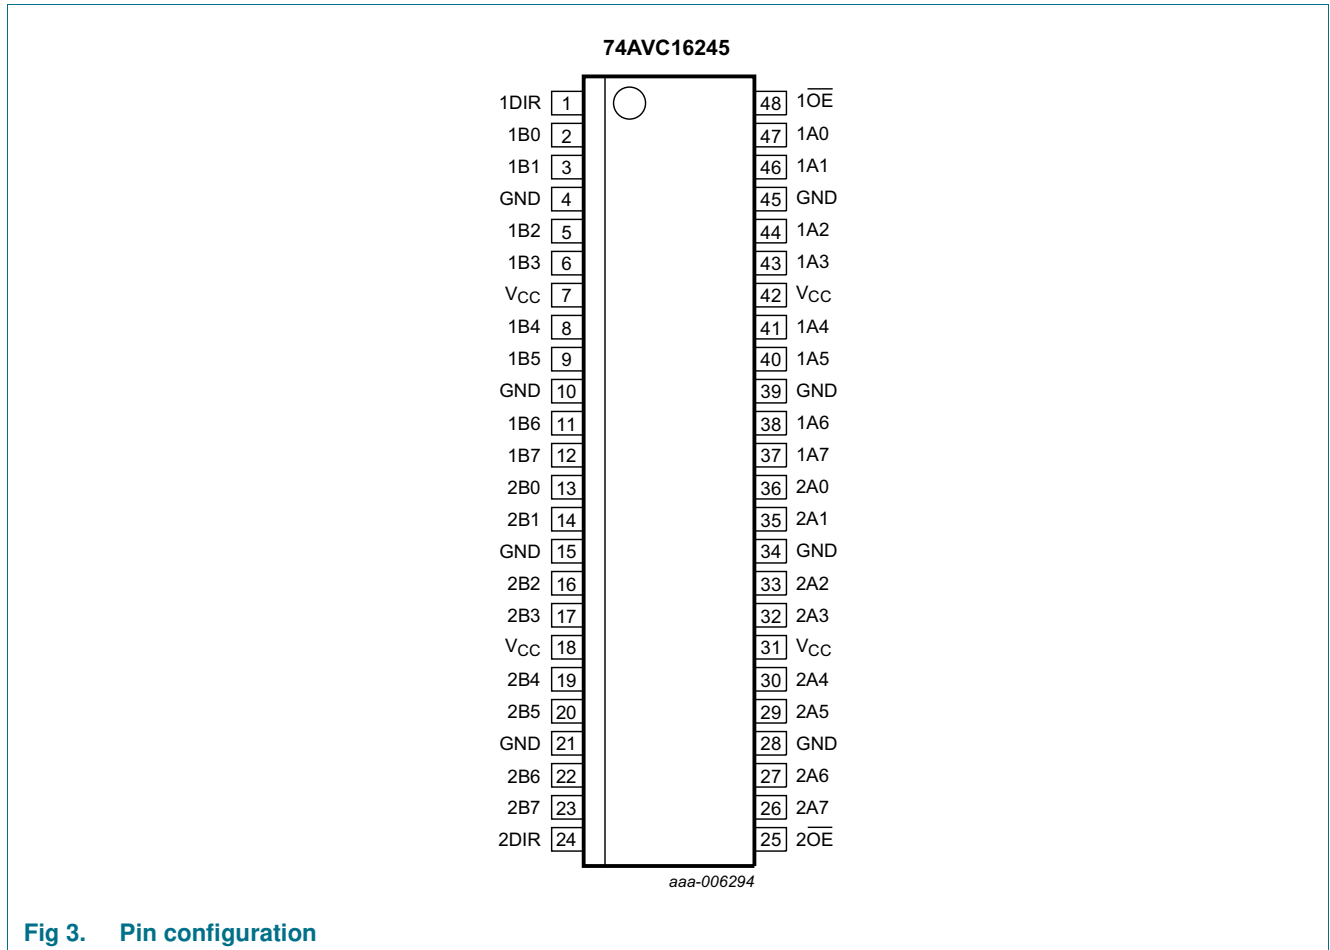 74AVC16245
1DIR 1 48 1OE
1B0 2 47 1A0
1B1 3 46 1A1
GND 4 45 GND
1B2 5 44 1A2
1B3 6 43 1A3
VCC 7 42 VCC
1B4 8 41 1A4
1B5 9 40 1A5
GND 10 39 GND
1B6 11 38 1A6
1B7 12 37 1A7
2B0 13 36 2A0
2B1 14 35 2A1
GND 15 34 GND
2B2 16 33 2A2
2B3 17 32 2A3
VCC 18 31 VCC
2B4 19 30 2A4
2B5 20 29 2A5
GND 21 28 GND
2B6 22 27 2A6
2B7 23 26 2A7
2DIR 24 25 2OE
aaa-006294
Fig 3. Pin configuration